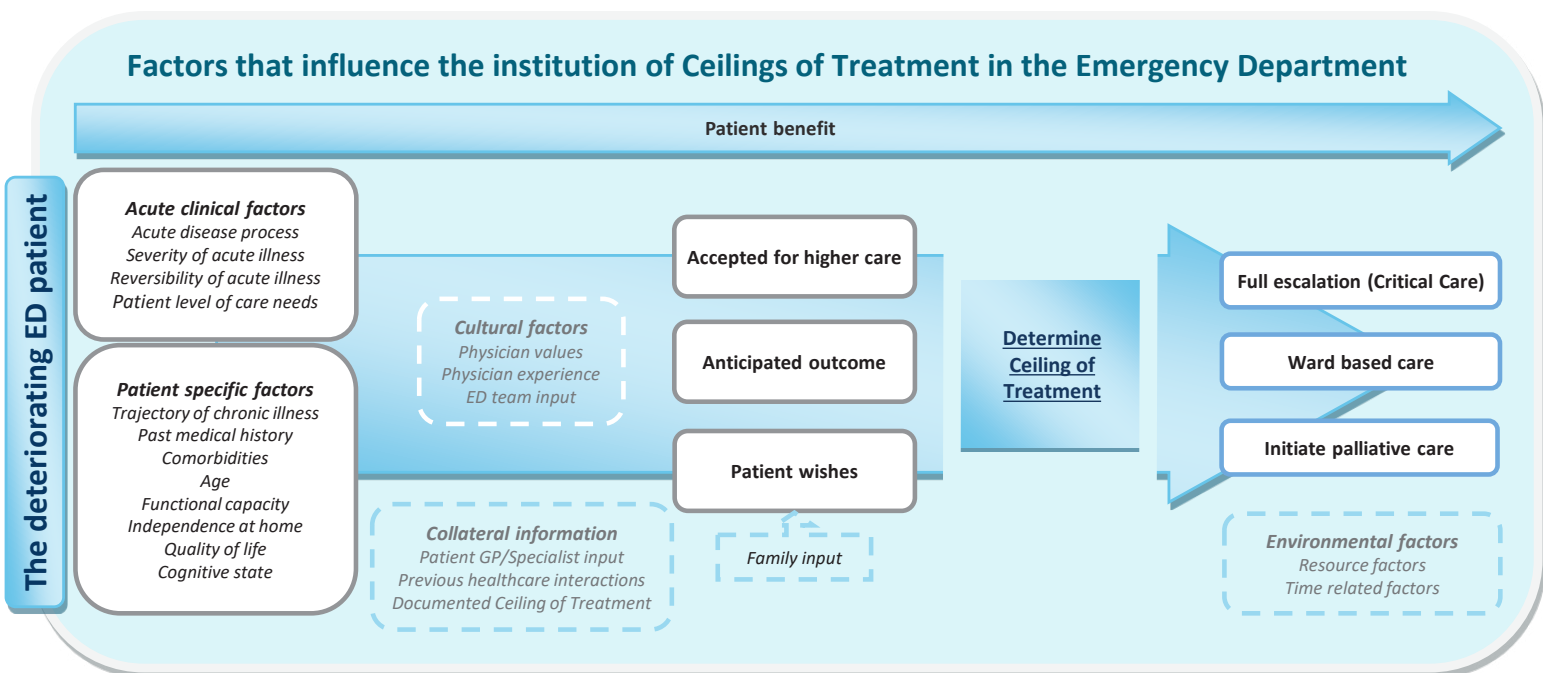 Factors that influence the institution of Ceilings of Treatment in the Emergency Department
Patient benefit
The deteriorating ED patient
Acute clinical factors
Acute disease process
Severity of acute illness
Reversibility of acute illness
Patient level of care needs
Patient specific factors
Trajectory of chronic illness
Past medical history
Comorbidities
Age
Functional capacity
Independence at home
Quality of life
Cognitive state
Cultural factors
Physician values
Physician experience
ED team input
Collateral information
Patient GP/Specialist input
Previous healthcare interactions
Documented Ceiling of Treatment
Accepted for higher care
Anticipated outcome
Patient wishes
Family input
Determine
Ceiling of
Treatment
Full escalation (Critical Care)
Ward based care
Initiate palliative care
Environmental factors
Resource factors
Time related factors